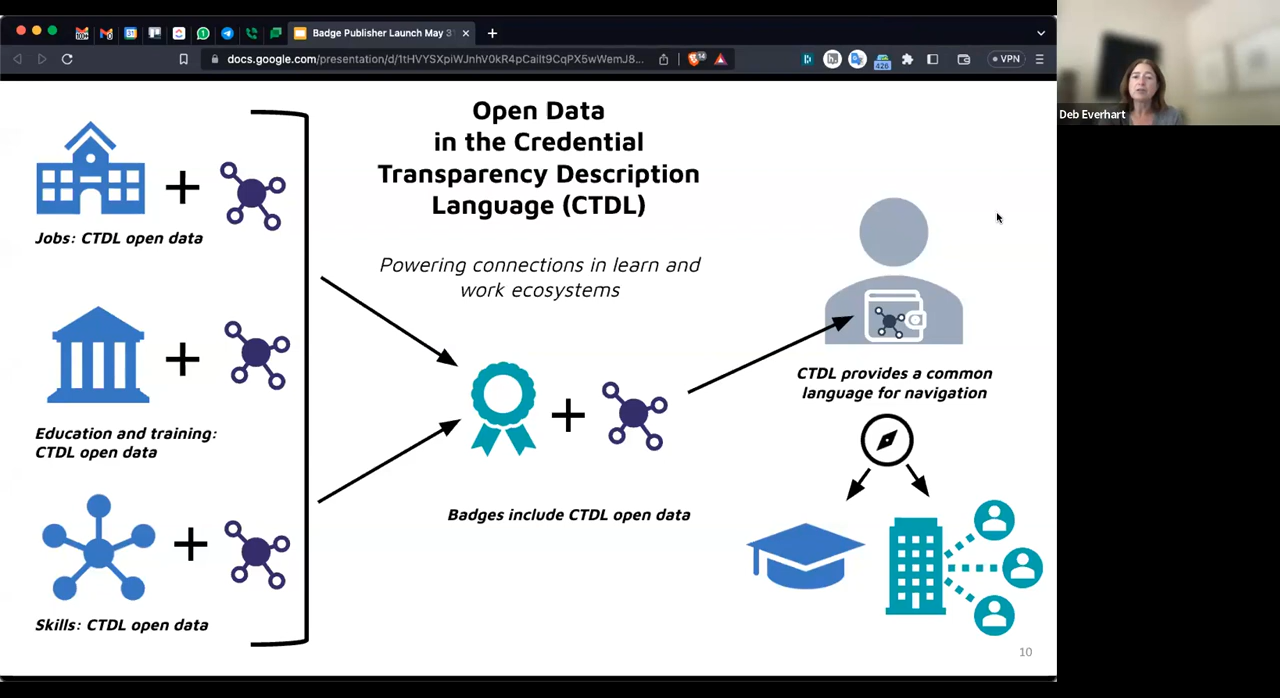 Badge Publisher Launch May 3
docs.google.com/presentation/d/1tHVYSXpiWJnhV0kR4pCailt9CqPX5wWemJ8...
14
426
VPN
Deb Everhart
Open Data
in the Credential
Transparency Description
Language (CTDL)
Powering connections in learn and
work ecosystems
Jobs: CTDL open data
Education and training:
CTDL open data
Skills: CTDL open data
Badges include CTDL open data
CTDL provides a common
language for navigation
10